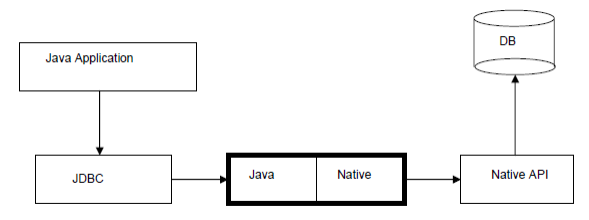 DB
Java Application
JDBC
Java
Native
Native API